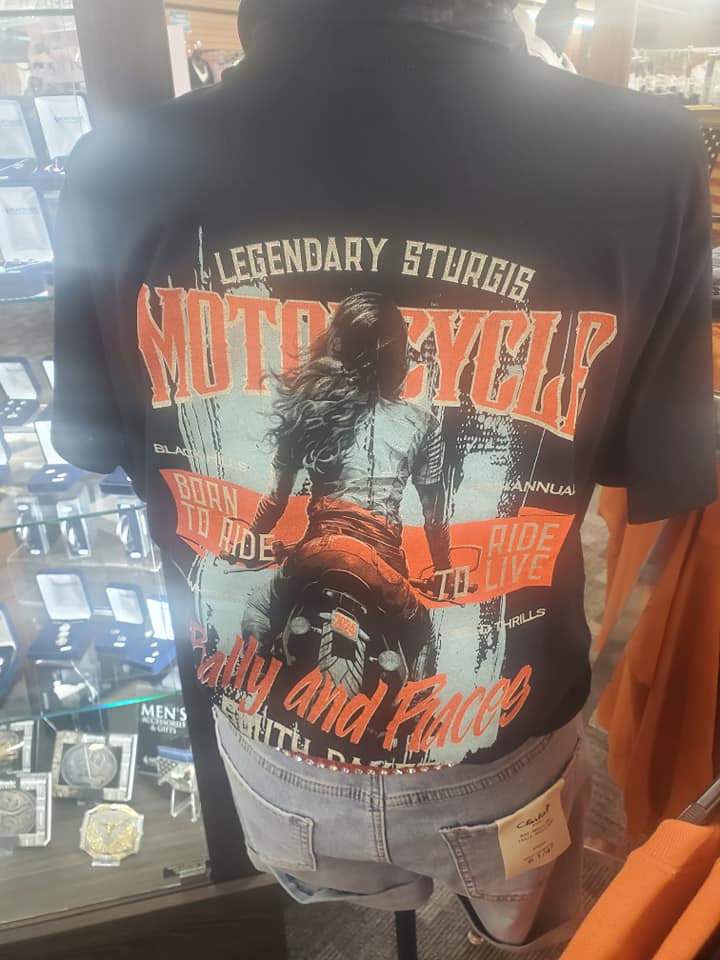 LEGENDARY STURGIS
MOTORCYCLE
BLACK HILLS
ANNUAL
BORN
TO RIDE
RIDE
TO LIVE
THRILLS
Rally and Races
SOUTH
MEN'S
ACCESSORIES
& GIFTS